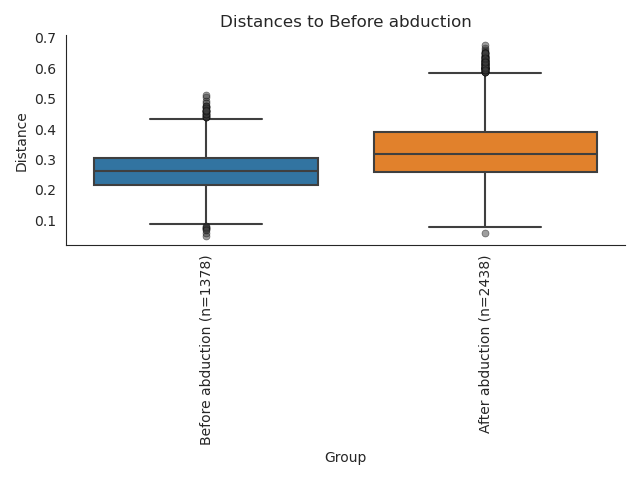 Distances to Before abduction
Distance
0.7
0.6
0.5
0.4
0.3
0.2
0.1
Before abduction (n=1378)
After abduction (n=2438)
Group